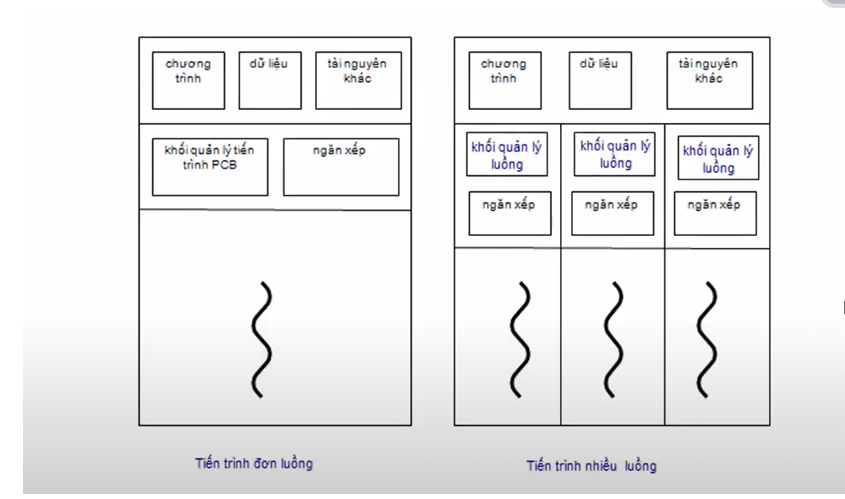 chương
trình
dữ liệu
tài nguyên
khác
khối quản lý tiến
trình PCB
ngăn xếp
Tiến trình đơn luồng
chương
trình
dữ liệu
tài nguyên
khác
khối quản lý
luồng
khối quản lý
luồng
khối quản lý
luồng
ngăn xếp
ngăn xếp
ngăn xếp
Tiến trình nhiều luồng